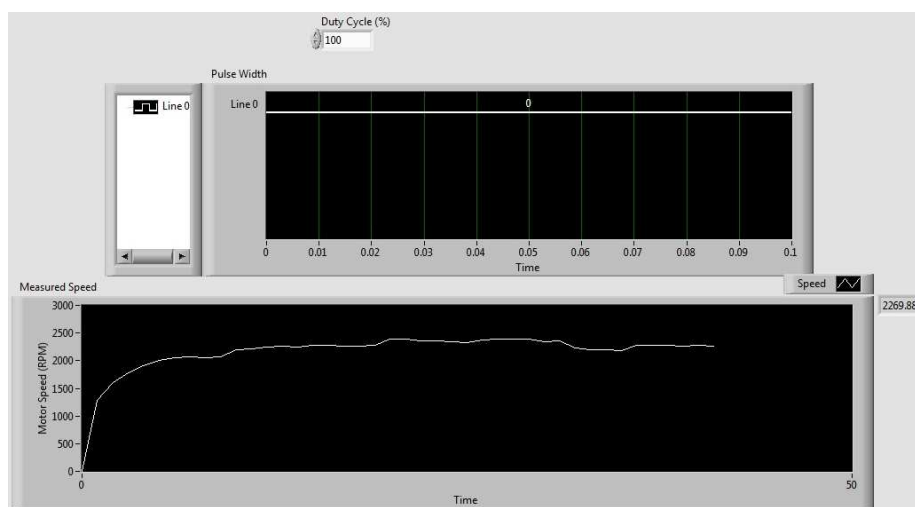 Duty Cycle (%)
100
Pulse Width
Line 0
Line 0
0
0 0.01 0.02 0.03 0.04 0.05 0.06 0.07 0.08 0.09 0.1
Time
Measured Speed
Speed
2269.88
3000
2500
2000
1500
1000
500
0
Motor Speed (RPM)
0 50
Time